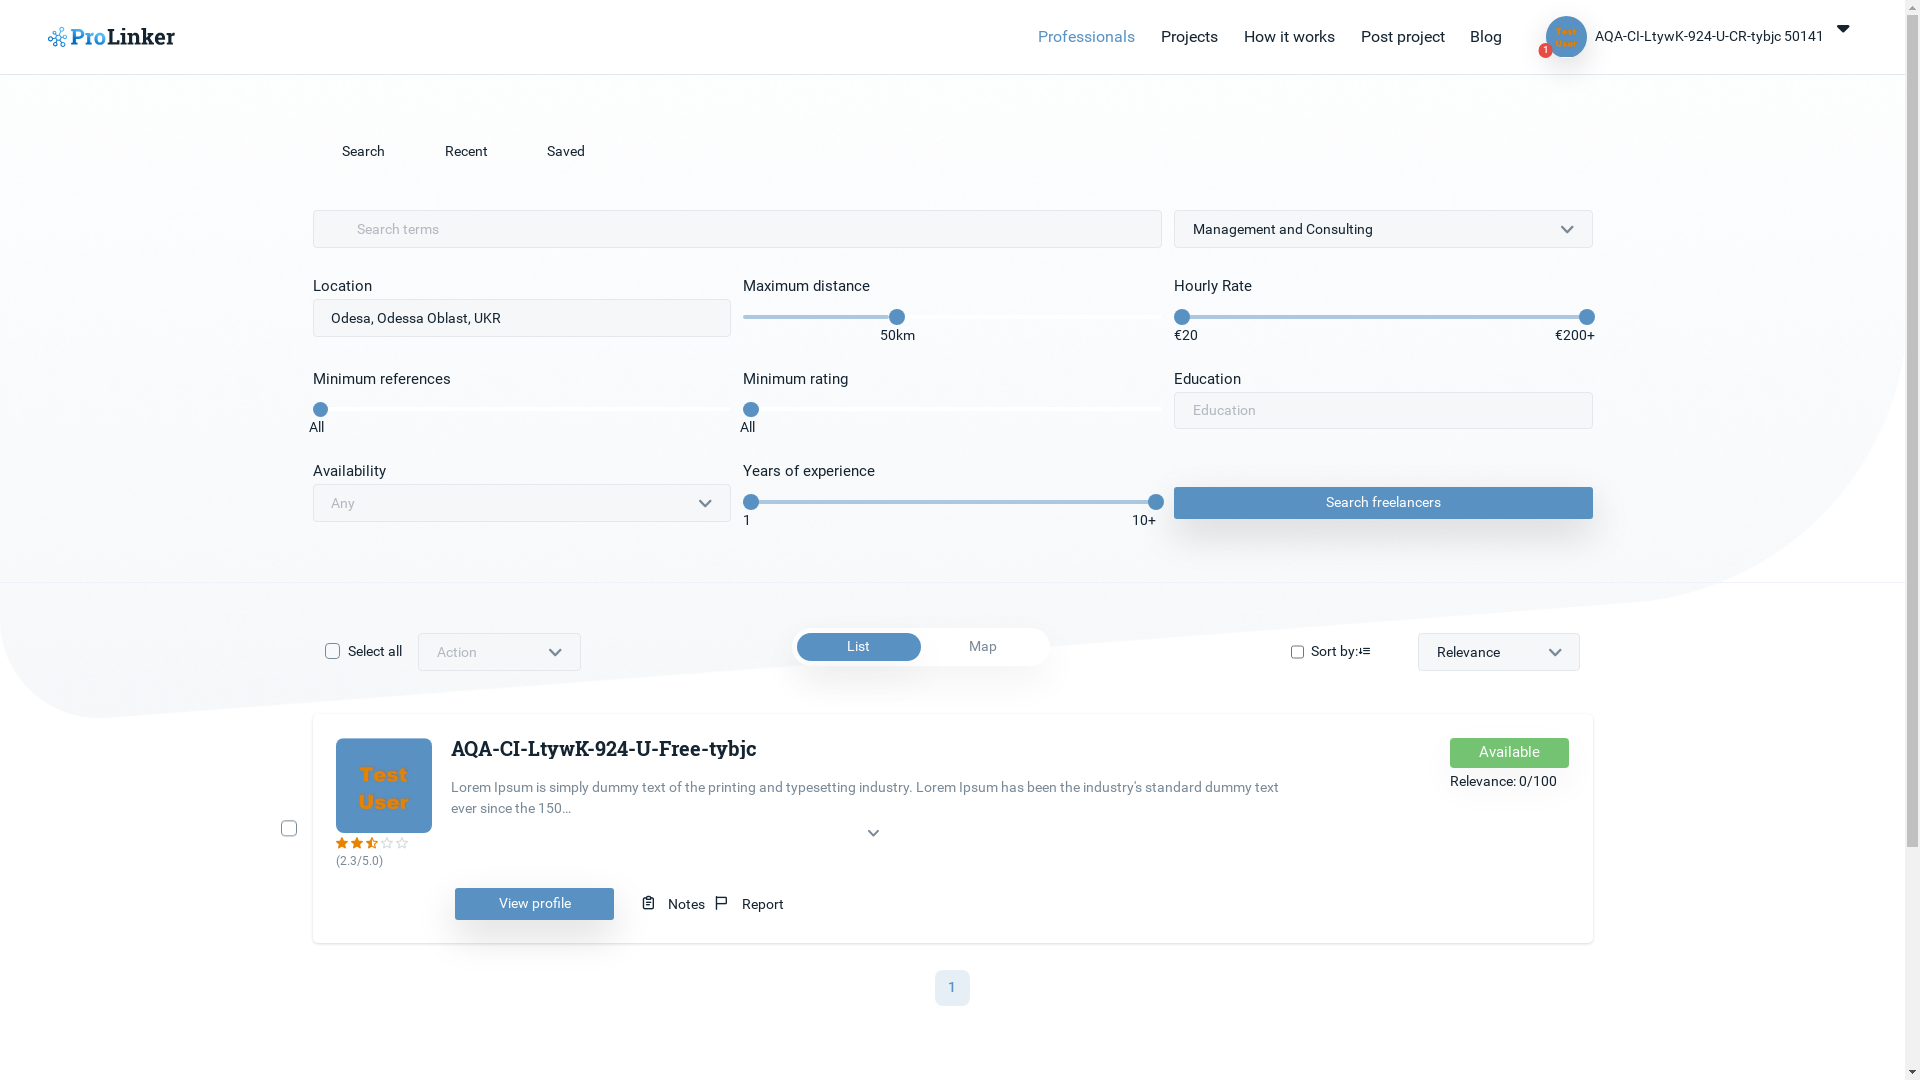 ProLinker
Professionals
Projects
How it works
Post project
Blog
Test
User
1
AQA-CI-LtywK-924-U-CR-tybjc 50141
Search
Recent
Saved
Search terms
Management and Consulting
Location
Maximum distance
Hourly Rate
Odesa, Odessa Oblast, UKR
50km
€20
€200+
Minimum references
Minimum rating
Education
All
All
Education
Availability
Years of experience
Any
1
10+
Search freelancers
Select all
Action
List
Map
Sort by:
Relevance
Test
User
(2.3/5.0)
AQA-CI-LtywK-924-U-Free-tybjc
Lorem Ipsum is simply dummy text of the printing and typesetting industry. Lorem Ipsum has been the industry's standard dummy text
ever since the 150...
Available
Relevance: 0/100
View profile
Notes
Report
1